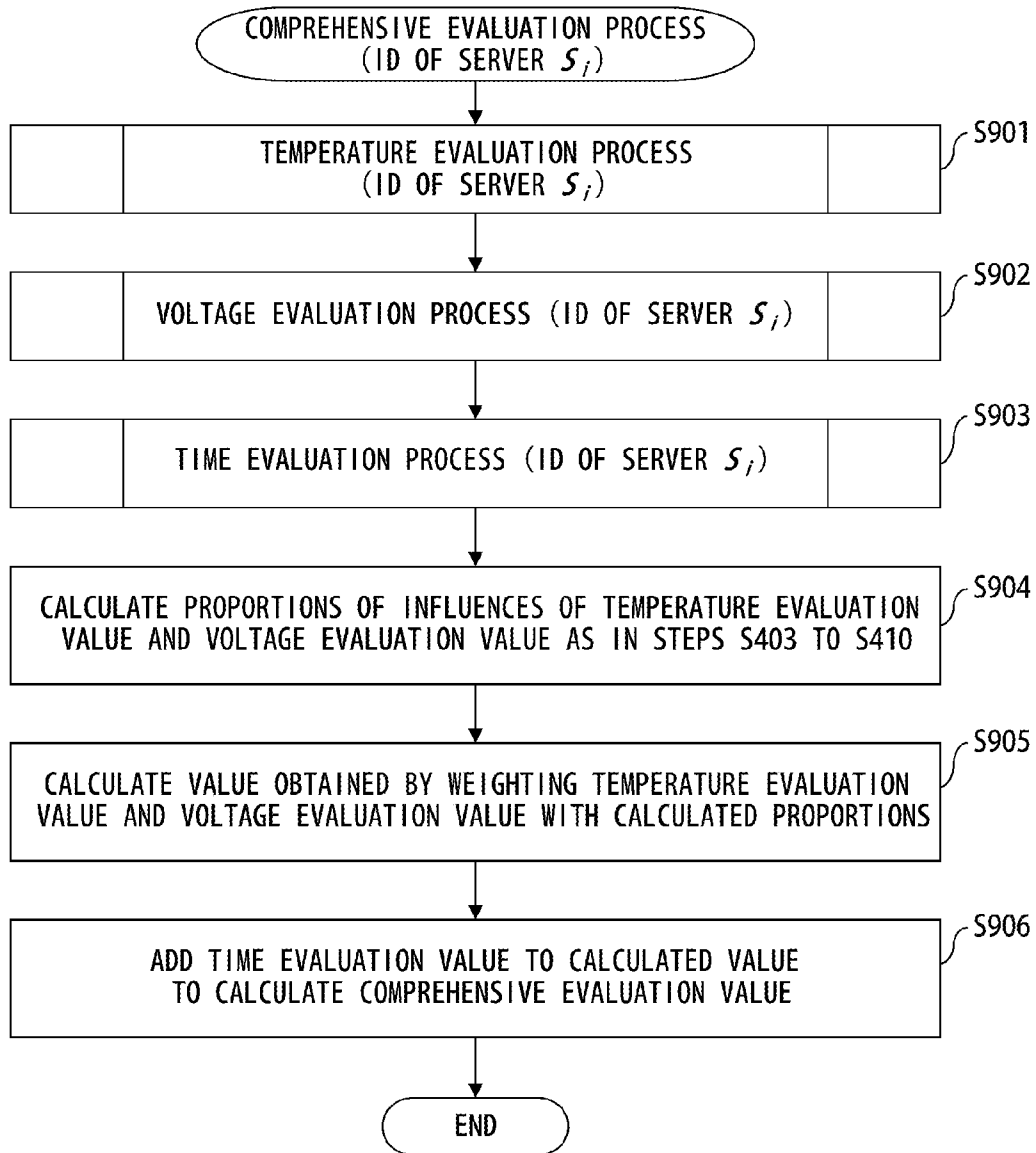 COMPREHENSIVE EVALUATION PROCESS
(ID OF SERVER Si)
TEMPERATURE EVALUATION PROCESS
(ID OF SERVER Si)
S901
VOLTAGE EVALUATION PROCESS (ID OF SERVER Si)
S902
TIME EVALUATION PROCESS (ID OF SERVER Si)
S903
CALCULATE PROPORTIONS OF INFLUENCES OF TEMPERATURE EVALUATION
VALUE AND VOLTAGE EVALUATION VALUE AS IN STEPS S403 TO S410
S904
CALCULATE VALUE OBTAINED BY WEIGHTING TEMPERATURE EVALUATION
VALUE AND VOLTAGE EVALUATION VALUE WITH CALCULATED PROPORTIONS
S905
ADD TIME EVALUATION VALUE TO CALCULATED VALUE
TO CALCULATE COMPREHENSIVE EVALUATION VALUE
S906
END